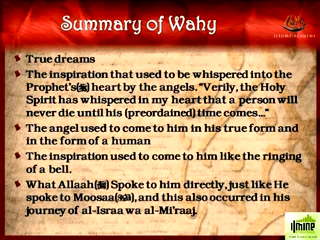 Summary of Wahy
ILLUME ACADEMY
True dreams
The inspiration that used to be whispered into the
Prophet's(ﷺ) heart by the angels. "Verily, the Holy
Spirit has whispered in my heart that a person will
never die until his (preordained) time comes..."
The angel used to come to him in his true form and
in the form of a human
The inspiration used to come to him like the ringing
of a bell.
What Allaah(ﷻ) Spoke to him directly, just like He
spoke to Moosaa(), and this also occurred in his
journey of al-Israa wa al-Mi'raaj.
ilmine